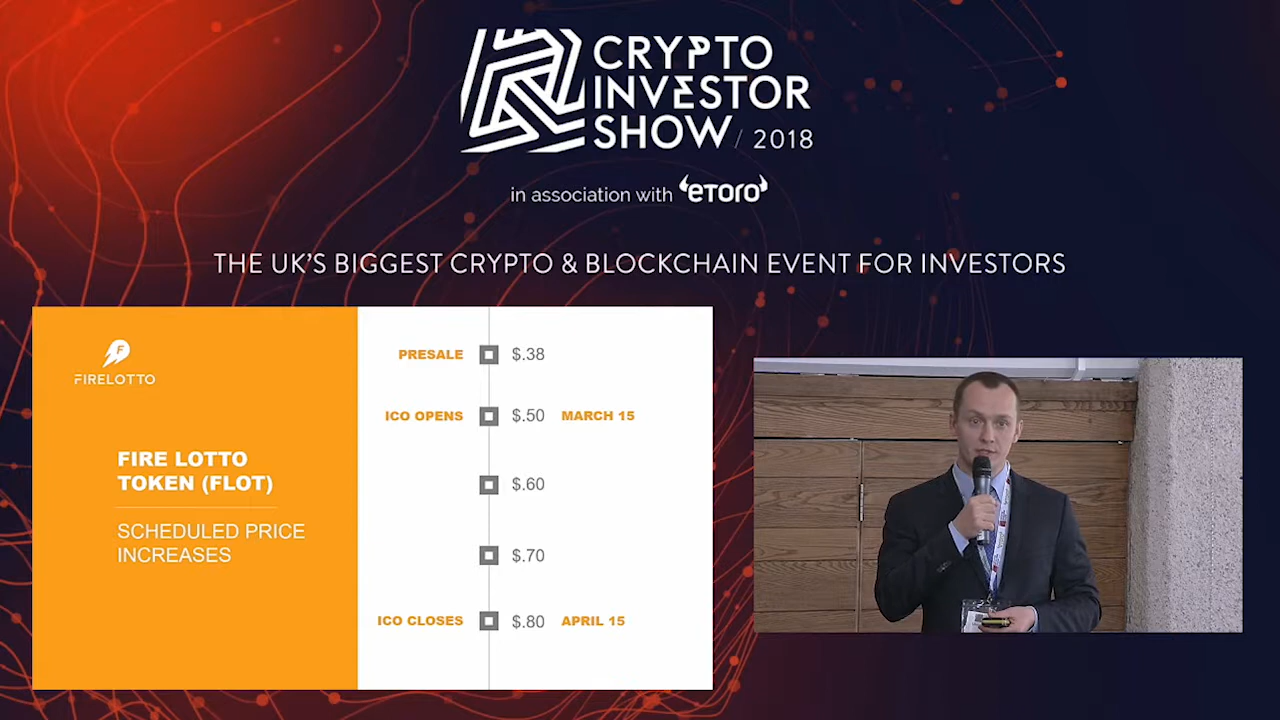 CRYPTO
INVESTOR
SHOW / 2018
in association with eTORO
THE UK'S BIGGEST CRYPTO & BLOCKCHAIN EVENT FOR INVESTORS
FIRELOTTO
FIRE LOTTO
TOKEN (FLOT)
SCHEDULED PRICE
INCREASES
PRESALE $.38
ICO OPENS $.50 MARCH 15
$.60
$.70
ICO CLOSES $.80 APRIL 15